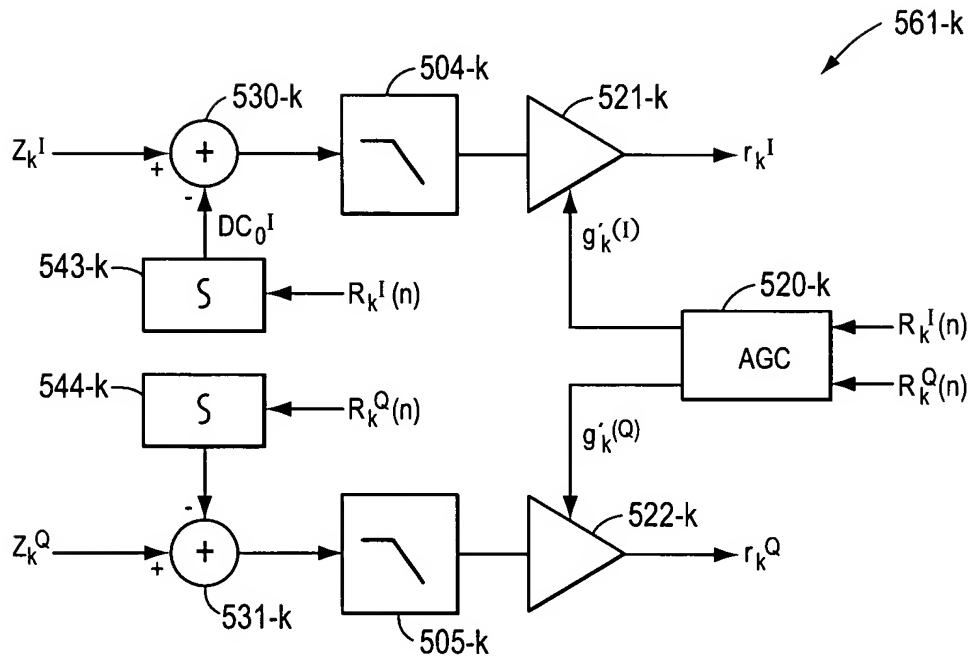 561-k
504-k
530-k
521-k
Z_k^I
+
+
-
r_k^I
DC_0^I
g'_k(I)
543-k
∫
R_k^I(n)
520-k
AGC
R_k^I(n)
R_k^Q(n)
544-k
∫
R_k^Q(n)
g'_k(Q)
-
522-k
Z_k^Q
+
+
r_k^Q
531-k
505-k